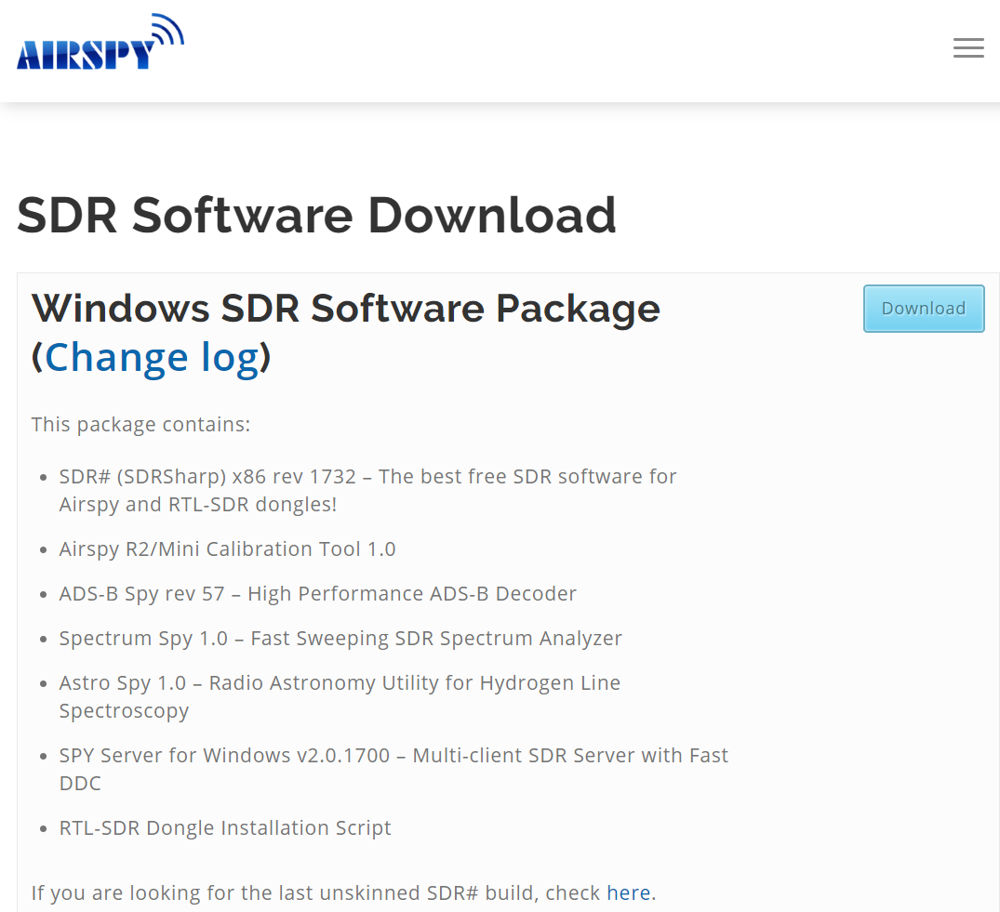 AIRSPY
SDR Software Download
Windows SDR Software Package
(Change log)
Download
This package contains:
• SDR# (SDRSharp) x86 rev 1732 – The best free SDR software for
Airspy and RTL-SDR dongles!
• Airspy R2/Mini Calibration Tool 1.0
• ADS-B Spy rev 57 – High Performance ADS-B Decoder
• Spectrum Spy 1.0 – Fast Sweeping SDR Spectrum Analyzer
• Astro Spy 1.0 – Radio Astronomy Utility for Hydrogen Line
Spectroscopy
• SPY Server for Windows v2.0.1700 – Multi-client SDR Server with Fast
DDC
• RTL-SDR Dongle Installation Script
If you are looking for the last unskinned SDR# build, check here.